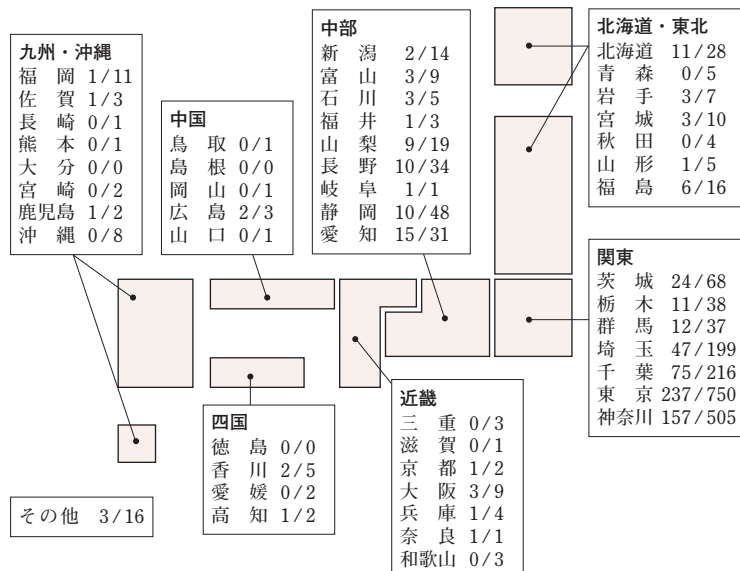 九州・沖縄
福岡 1/11
佐賀 1/3
長崎 0/1
熊本 0/1
大分 0/0
宮崎 0/2
鹿児島 1/2
沖縄 0/8
中国
鳥取 0/1
島根 0/0
岡山 0/1
広島 2/3
山口 0/1
中部
新潟 2/14
富山 3/9
石川 3/5
福井 1/3
山梨 9/19
長野 10/34
岐阜 1/1
静岡 10/48
愛知 15/31
北海道・東北
北海道 11/28
青森 0/5
岩手 3/7
宮城 3/10
秋田 0/4
山形 1/5
福島 6/16
関東
茨城 24/68
栃木 11/38
群馬 12/37
埼玉 47/199
千葉 75/216
東京 237/750
神奈川 157/505
四国
徳島 0/0
香川 2/5
愛媛 0/2
高知 1/2
近畿
三重 0/3
滋賀 0/1
京都 1/2
大阪 3/9
兵庫 1/4
奈良 1/1
和歌山 0/3
その他 3/16